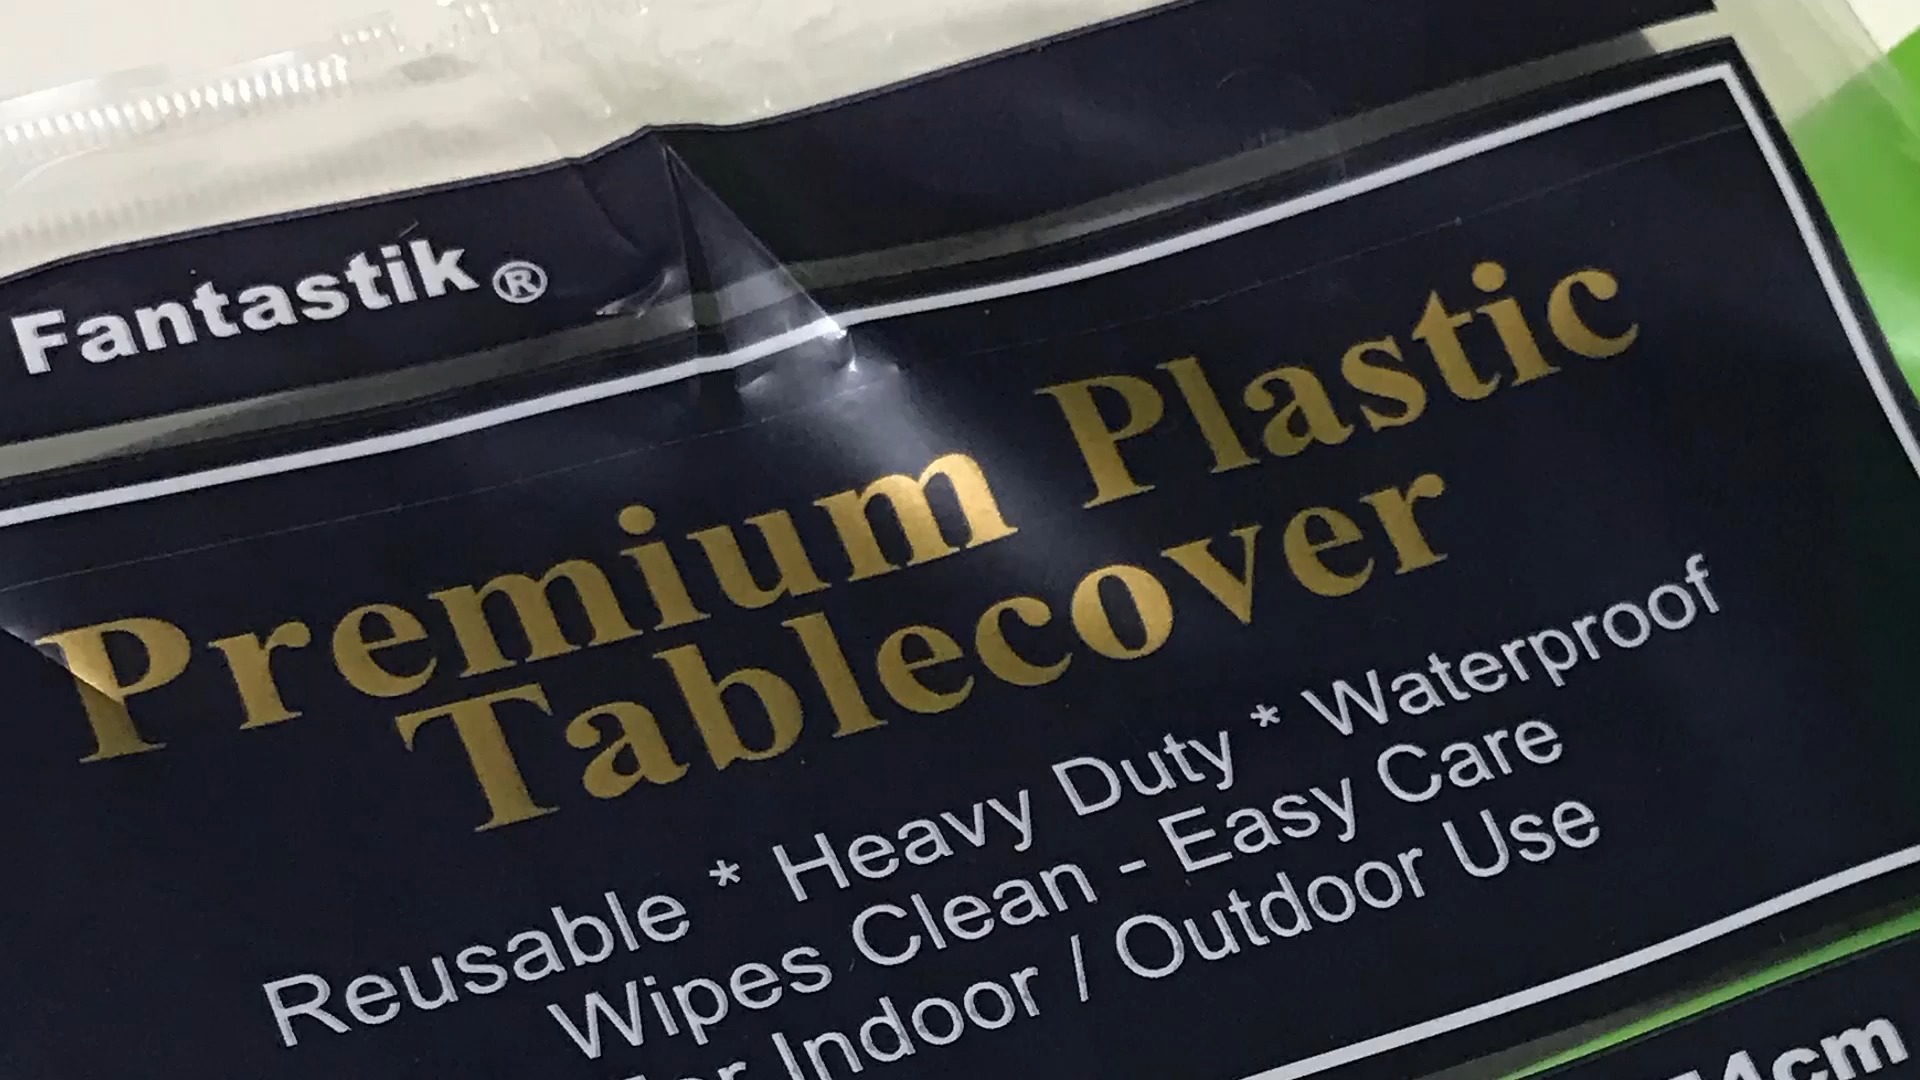 Fantastik®
Premium Plastic
Tablecover
Reusable * Heavy Duty * Waterproof
Wipes Clean - Easy Care
Indoor / Outdoor Use